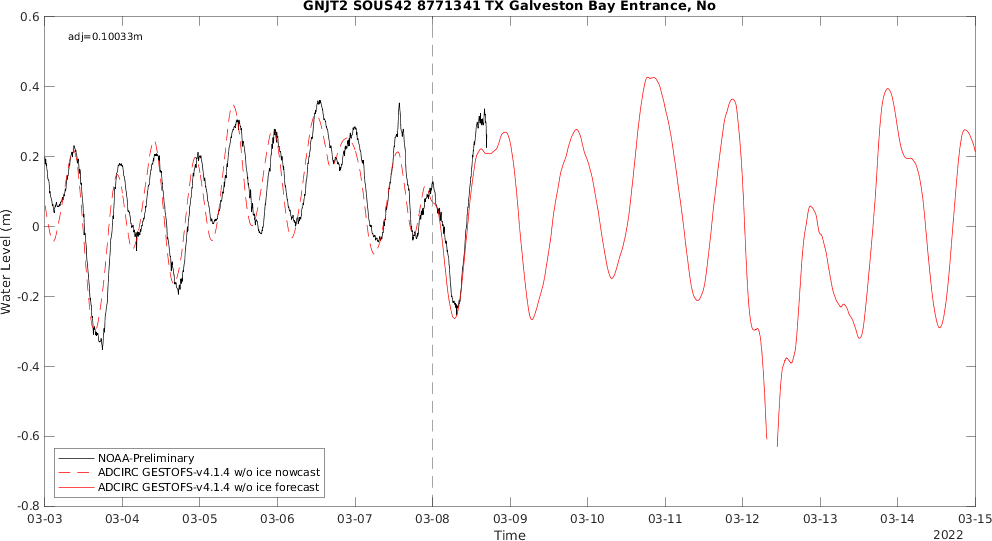 GNJT2 SOUS42 8771341 TX Galveston Bay Entrance, No
adj=0.10033m
0.6
0.4
0.2
0
-0.2
-0.4
-0.6
-0.8
Water Level (m)
NOAA-Preliminary
ADCIRC GESTOFS-v4.1.4 w/o ice nowcast
ADCIRC GESTOFS-v4.1.4 w/o ice forecast
03-03 03-04 03-05 03-06 03-07 03-08 03-09 03-10 03-11 03-12 03-13 03-14 03-15
Time
2022